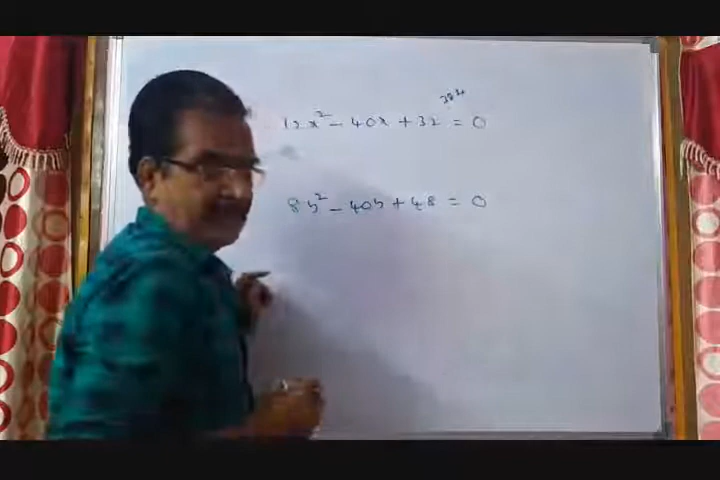 12x² - 40x + 32 = 0
8y² - 40y + 48 = 0